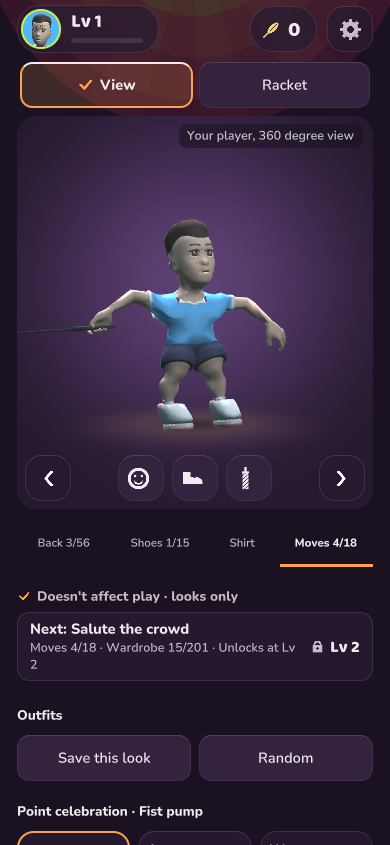 Lv 1
0
View
Racket
Your player, 360 degree view
Back 3/56
Shoes 1/15
Shirt
Moves 4/18
Doesn't affect play · looks only
Next: Salute the crowd
Moves 4/18 · Wardrobe 15/201 · Unlocks at Lv
2
Lv 2
Outfits
Save this look
Random
Point celebration · Fist pump